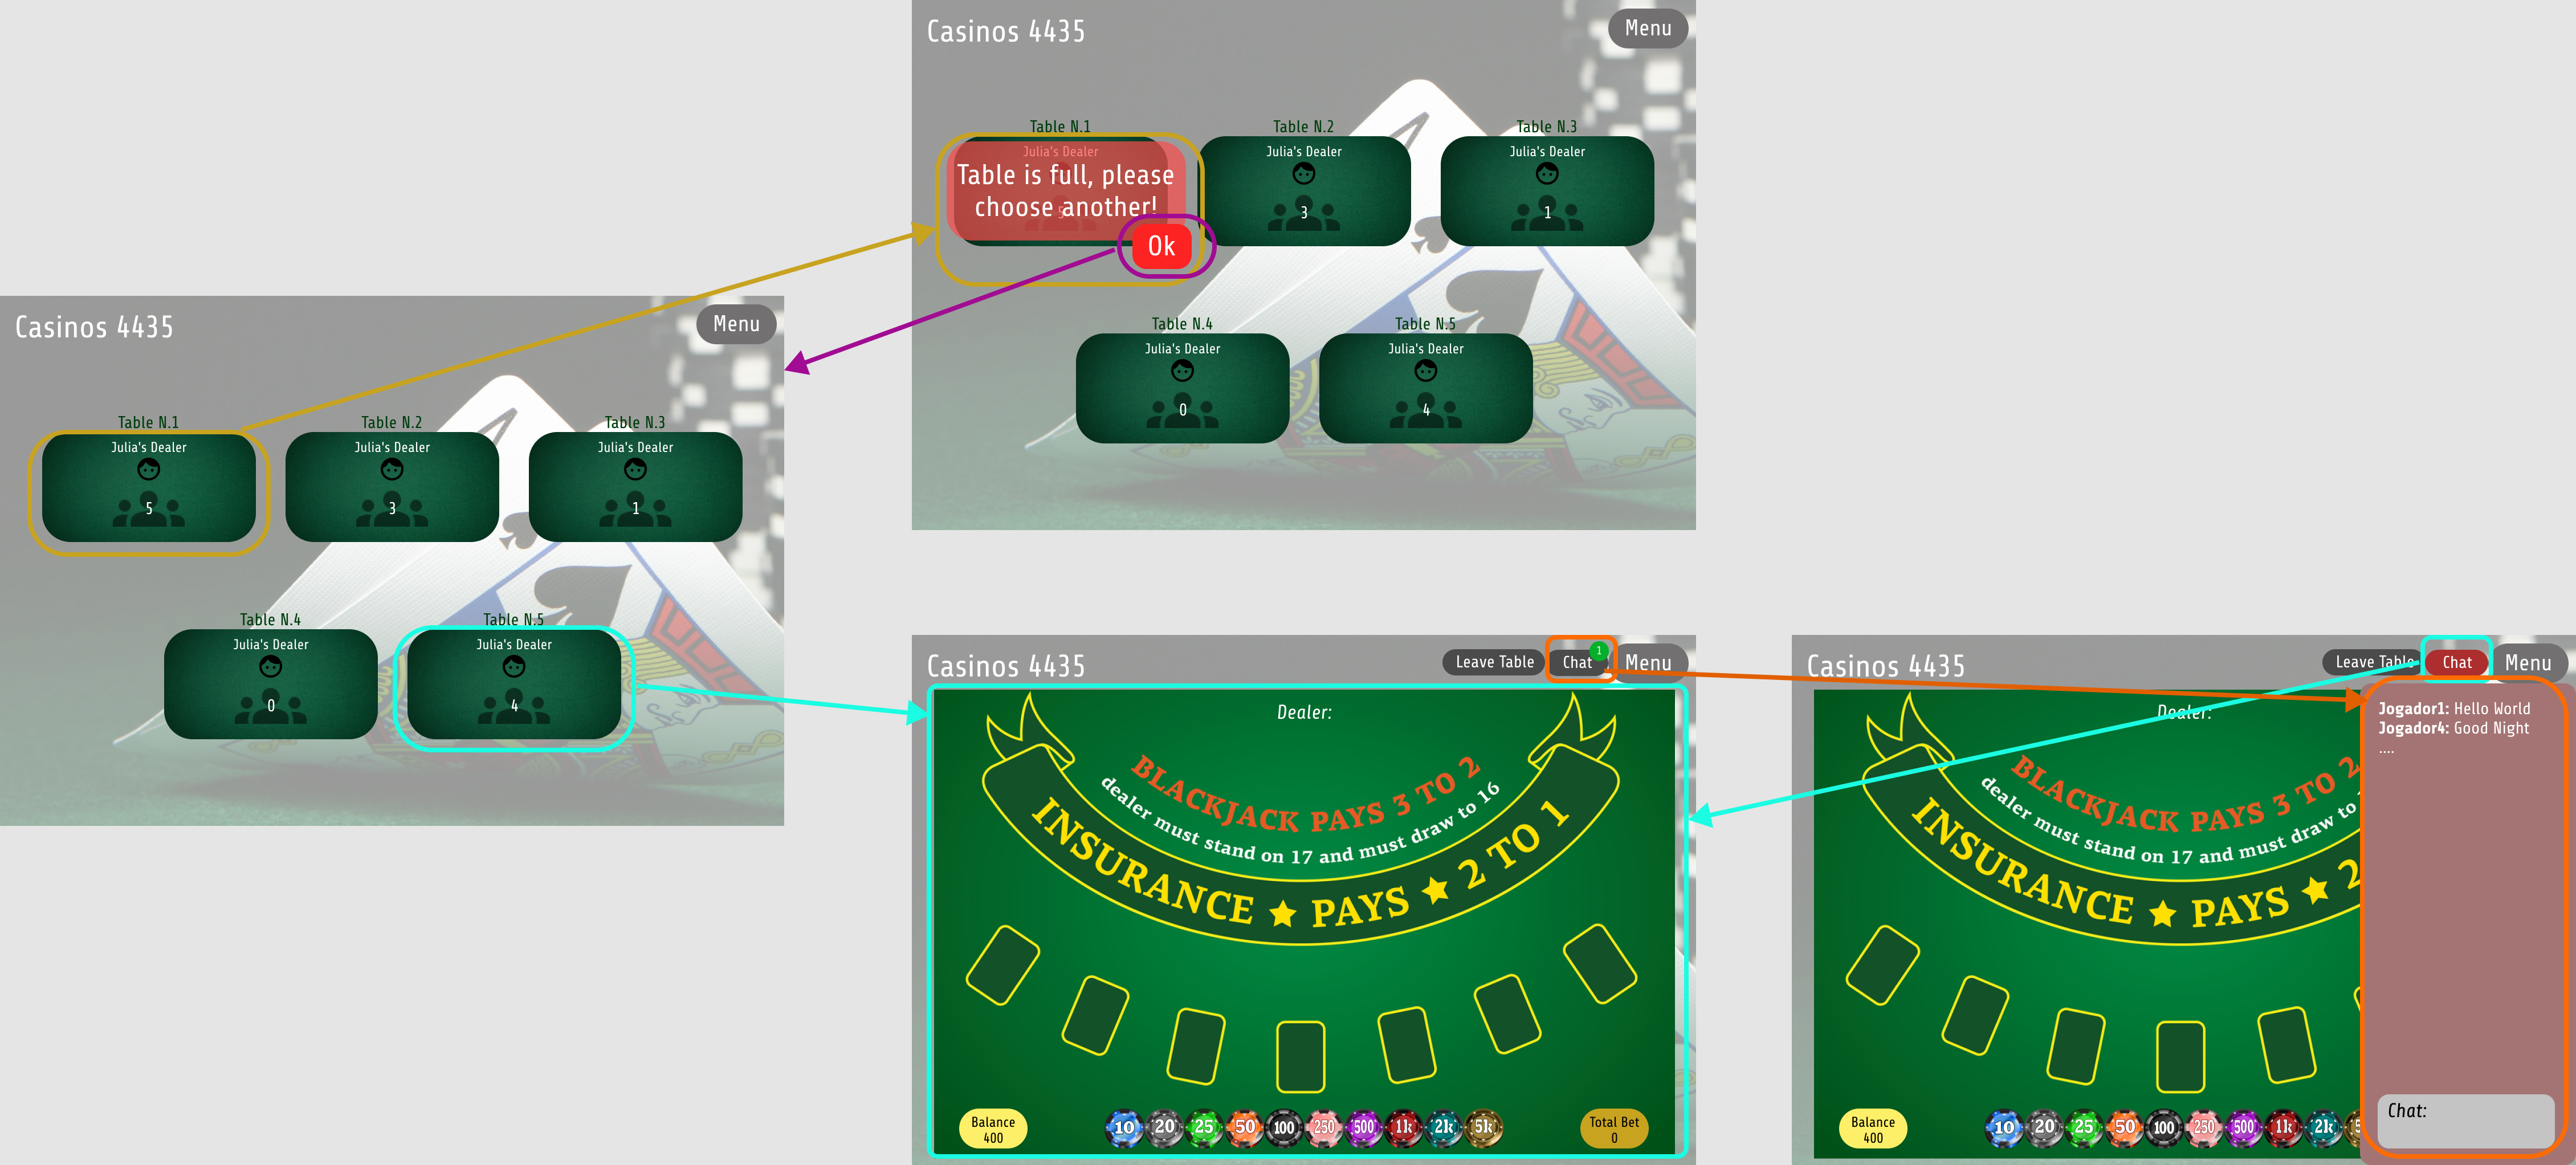 Casinos 4435
Menu
Table N.1
Table N.2
Table N.3
Julia's Dealer
Julia's Dealer
Julia's Dealer
Table is full, please
choose another!
5
3
1
Ok
Table N.4
Table N.5
Julia's Dealer
Julia's Dealer
0
4
Casinos 4435
Menu
Table N.1
Table N.2
Table N.3
Julia's Dealer
Julia's Dealer
Julia's Dealer
5
3
1
Table N.4
Table N.5
Julia's Dealer
Julia's Dealer
0
4
Casinos 4435
Leave Table
Chat
1
Menu
Dealer:
BLACKJACK PAYS 3 TO 2
dealer must stand on 17 and must draw to 16
INSURANCE ★ PAYS ★ 2 TO 1
Balance
400
10 20 25 50 100 250 500 1k 2k 5k
Total Bet
0
Casinos 4435
Leave Table
Chat
Menu
Dealer:
BLACKJACK PAYS 3 TO 2
dealer must stand on 17 and must draw to
INSURANCE ★ PAYS ★ 2
Jogador1: Hello World
Jogador4: Good Night
....
Balance
400
10 20 25 50 100 250 500 1k 2k 5
Chat: